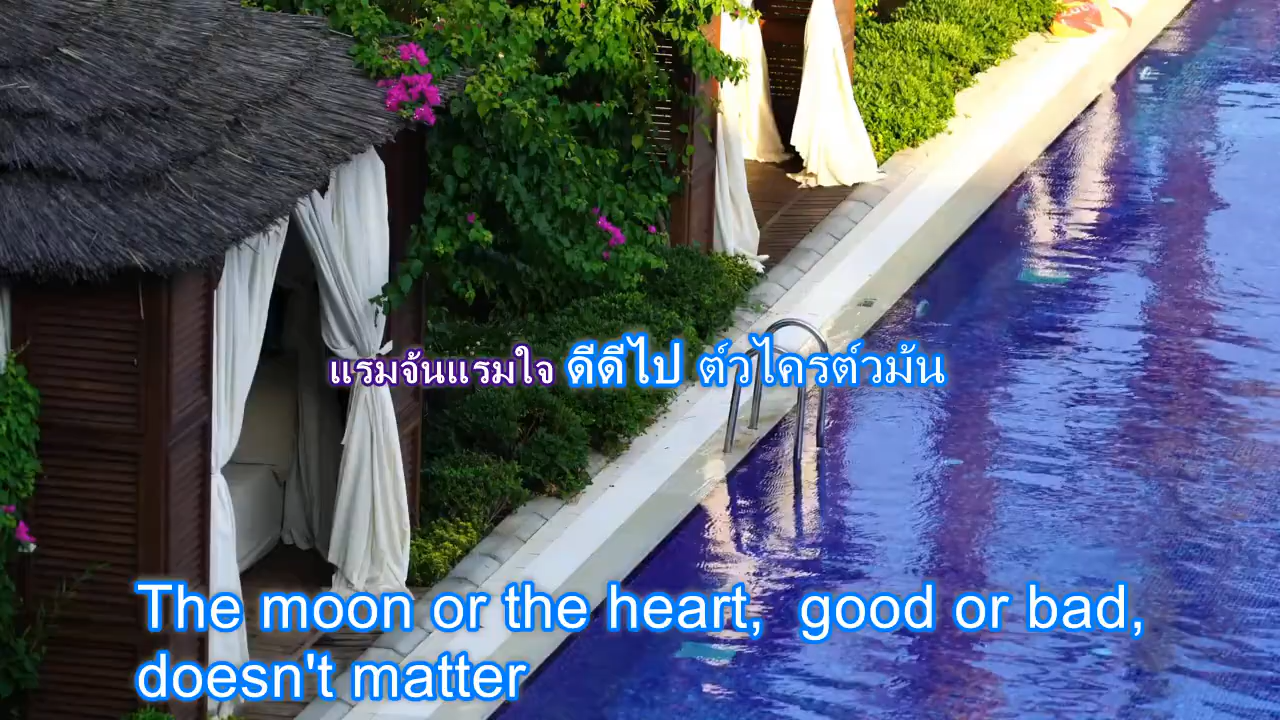 แรมจ้นแรมใจ ดีดีไป ต์วไครต์วม้น
The moon or the heart,  good or bad,
doesn't matter